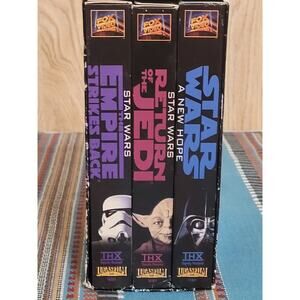 FOX
VIDEO
STAR WARS
THE
EMPIRE
STRIKES BACK
THX
LUCASFILM
FOX
VIDEO
STAR WARS
RETURN
OF THE
JEDI
THX
LUCASFILM
FOX
VIDEO
STAR
WARS
A NEW HOPE
THX
LUCASFILM